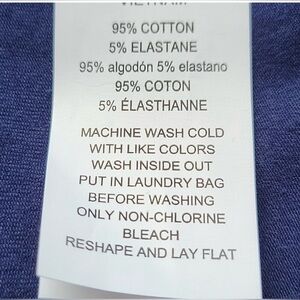 VIETNAM
95% COTTON
5% ELASTANE
95% algodón 5% elastano
95% COTON
5% ÉLASTHANNE
MACHINE WASH COLD
WITH LIKE COLORS
WASH INSIDE OUT
PUT IN LAUNDRY BAG
BEFORE WASHING
ONLY NON-CHLORINE
BLEACH
RESHAPE AND LAY FLAT